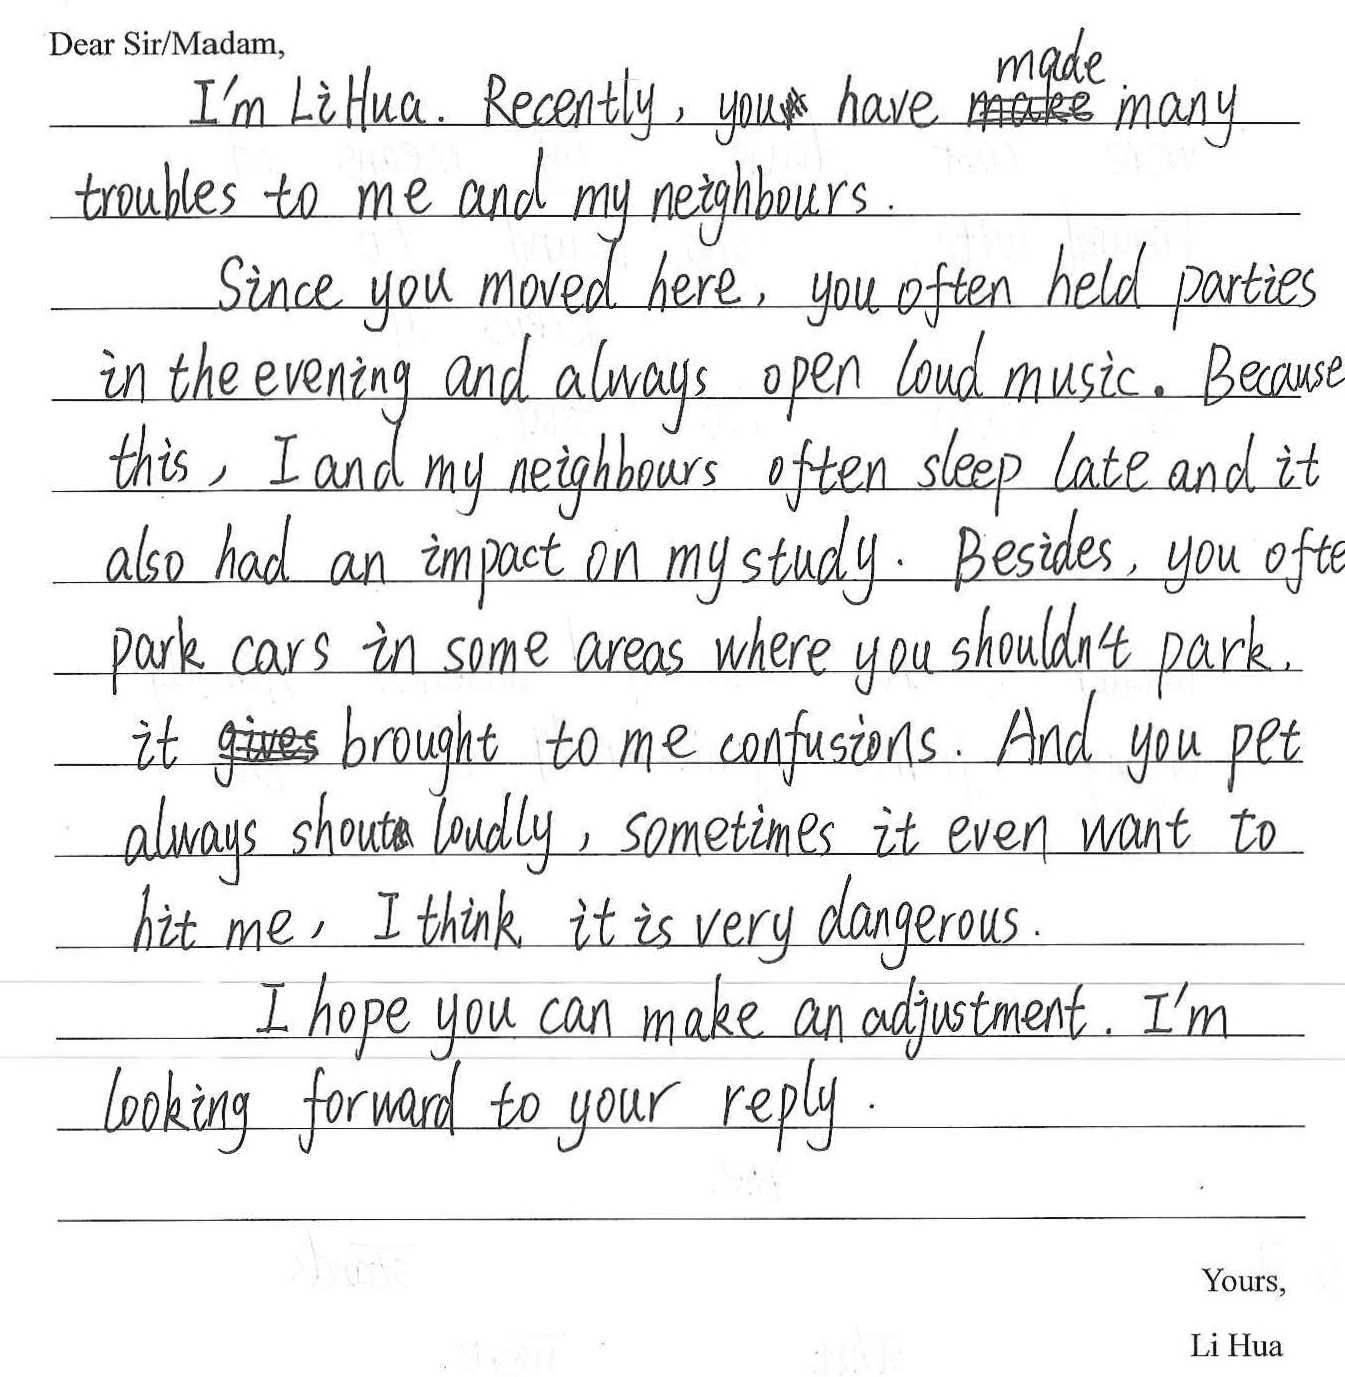 Dear Sir/Madam,
I'm Li Hua. Recently, you have made many
troubles to me and my neighbours.
Since you moved here, you often held parties
in the evening and always open loud music. Because
this, I and my neighbours often sleep late and it
also had an impact on my study. Besides, you ofte
park cars in some areas where you shouldn't park.
it brought to me confusions. And you pet
always shout loudly, sometimes it even want to
hit me, I think it is very dangerous.
I hope you can make an adjustment. I'm
looking forward to your reply.
Yours,
Li Hua